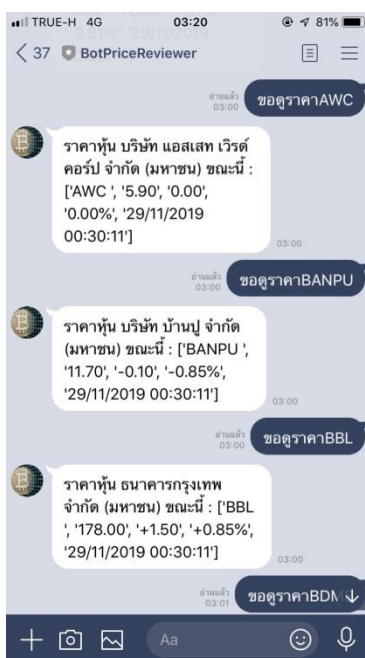 TRUE-H 4G 03:20 81%
37 BotPriceReviewer
อ่านแล้ว
03:00
ขอดูราคาAWC
ราคาหุ้น บริษัท แอสเสท เวิรด์
คอร์ป จำกัด (มหาชน) ขณะนี้ :
['AWC ', '5.90', '0.00',
'0.00%', '29/11/2019
00:30:11']
03:00
อ่านแล้ว
03:00
ขอดูราคาBANPU
ราคาหุ้น บริษัท บ้านปู จำกัด
(มหาชน) ขณะนี้ : ['BANPU ',
'11.70', '-0.10', '-0.85%',
'29/11/2019 00:30:11']
03:00
อ่านแล้ว
03:00
ขอดูราคาBBL
ราคาหุ้น ธนาคารกรุงเทพ
จำกัด (มหาชน) ขณะนี้ : ['BBL
', '178.00', '+1.50', '+0.85%',
'29/11/2019 00:30:11']
03:00
อ่านแล้ว
03:01
ขอดูราคาBDM
Aa